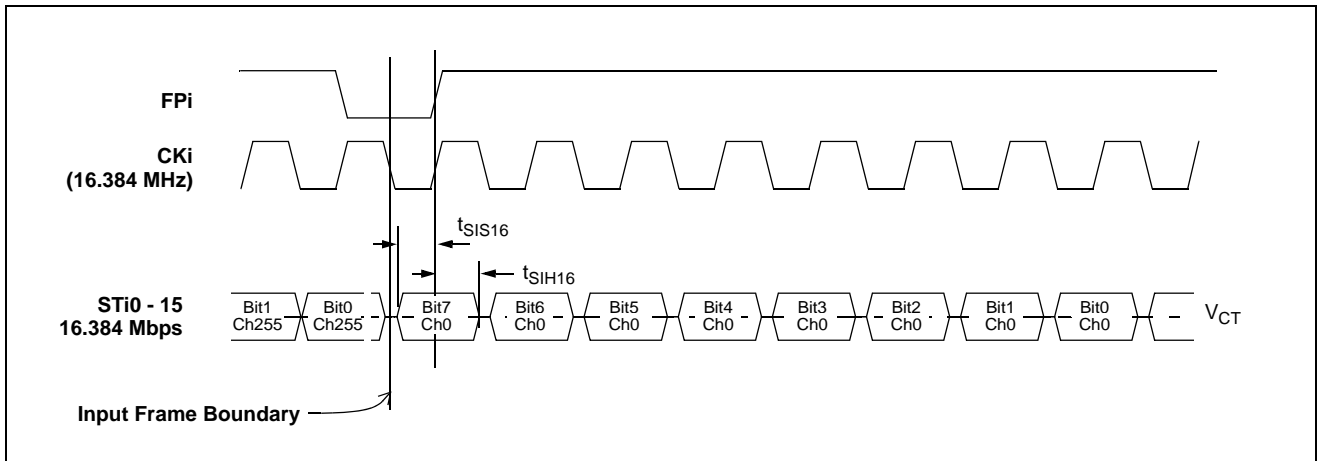 FPi
CKi
(16.384 MHz)
tSIS16
tSIH16
STi0 - 15
16.384 Mbps
Bit1
Ch255
Bit0
Ch255
Bit7
Ch0
Bit6
Ch0
Bit5
Ch0
Bit4
Ch0
Bit3
Ch0
Bit2
Ch0
Bit1
Ch0
Bit0
Ch0
VCT
Input Frame Boundary